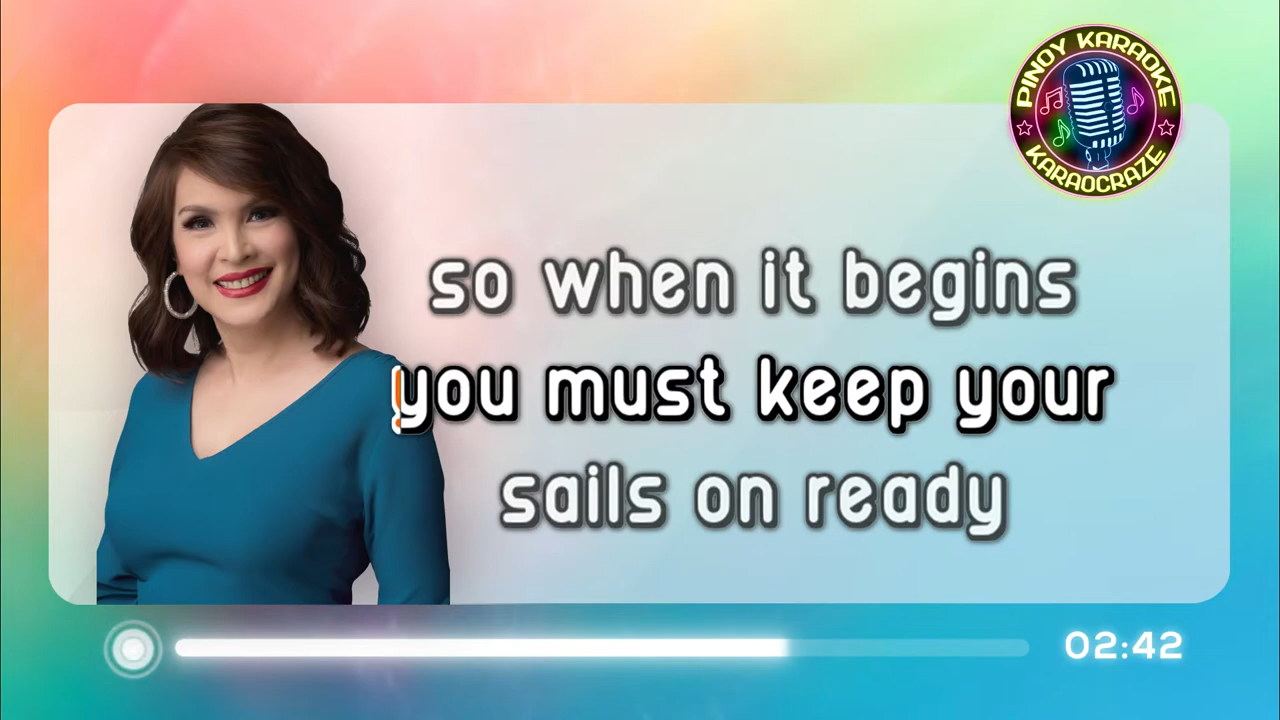 PINOY KARAOKE
KARAOCRAZE
so when it begins
you must keep your
sails on ready
02:42